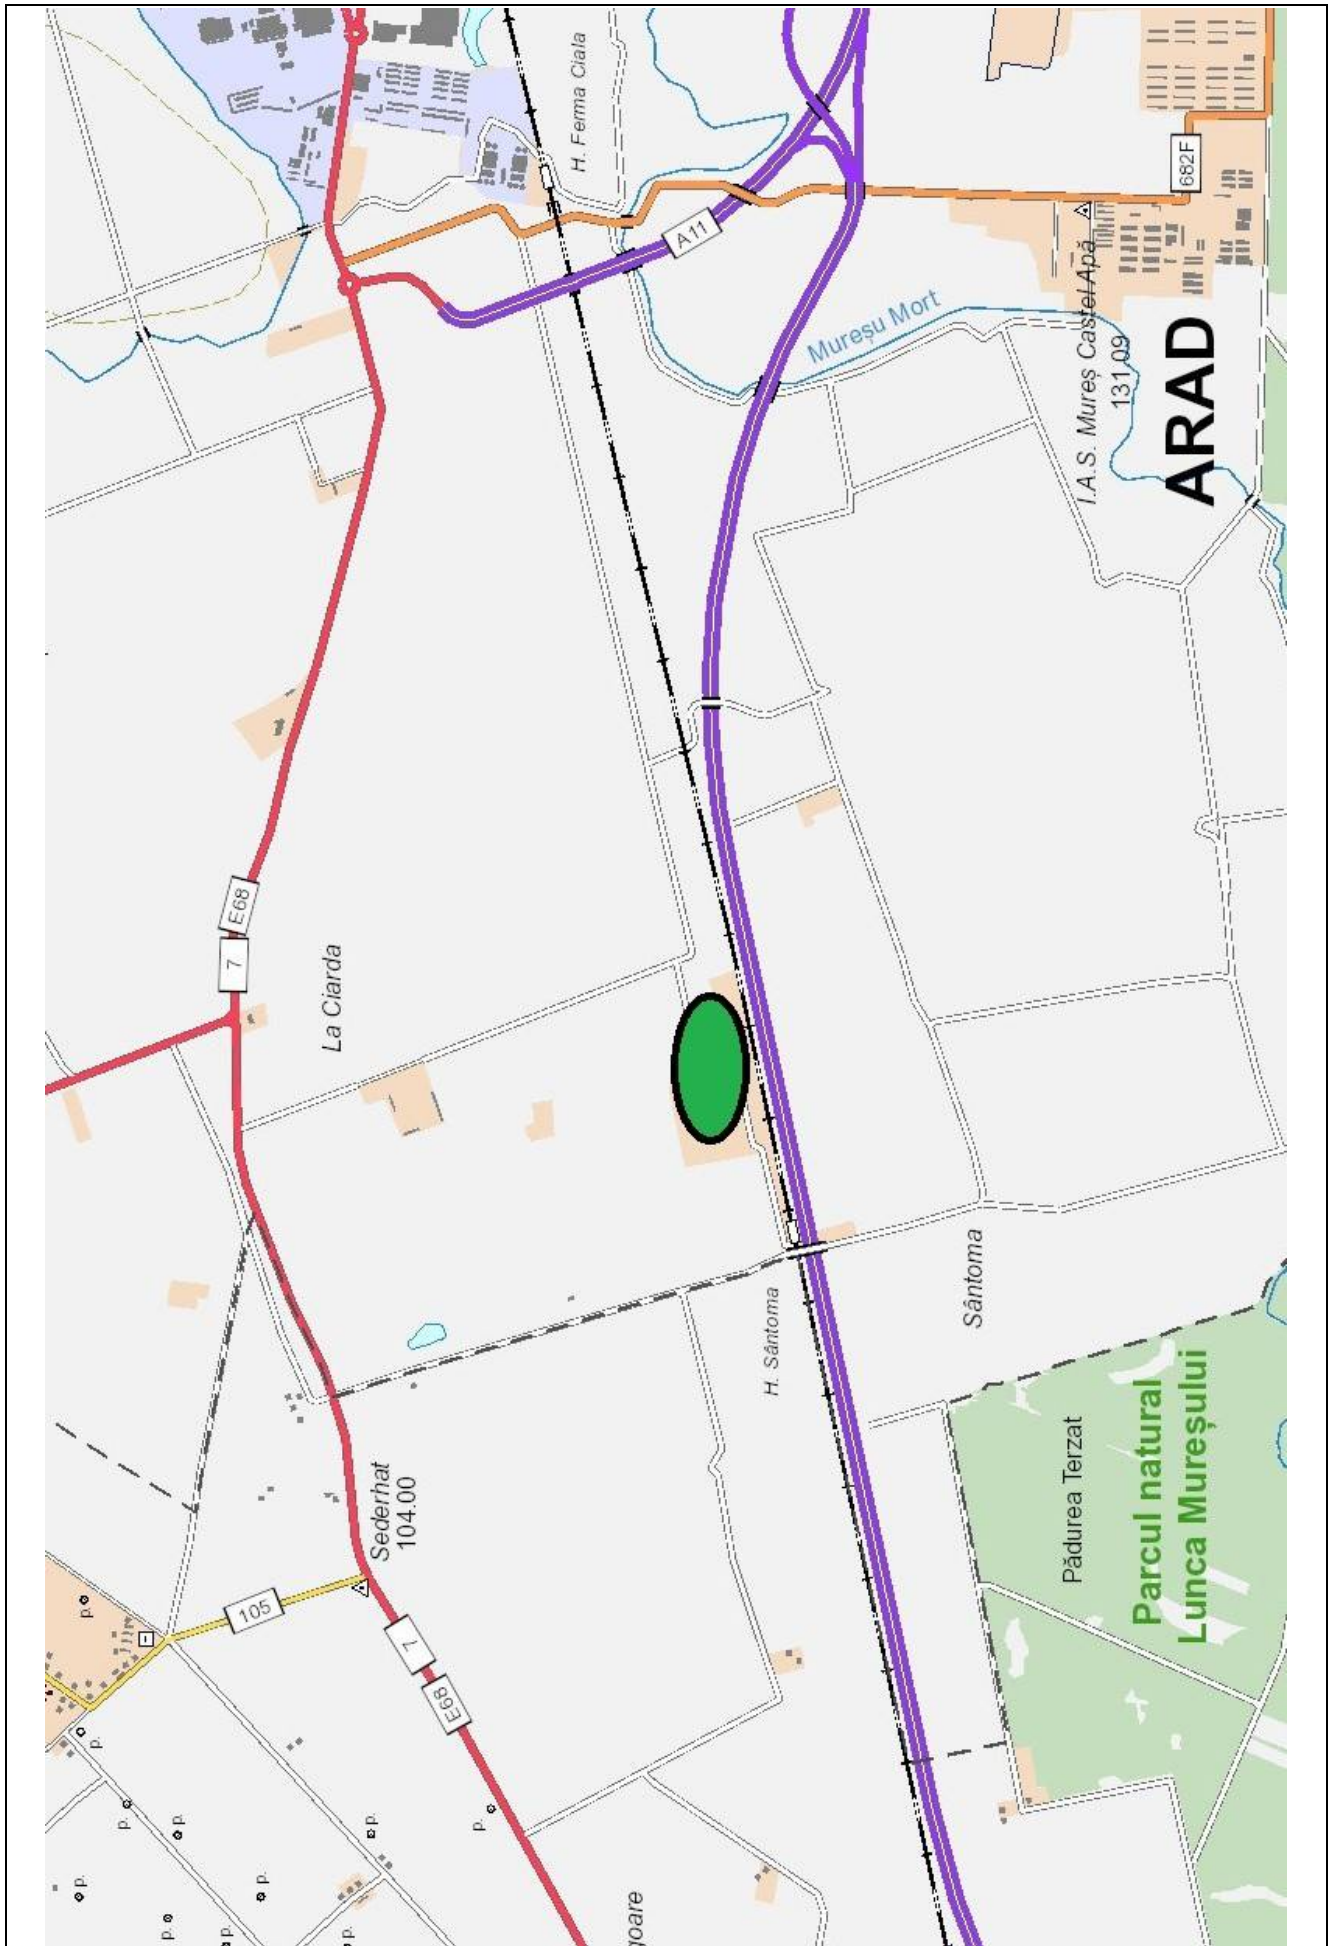 H. Ferma Ciala
682F
A11
Mureșu Mort
I.A.S. Mureș Castel Apă
131.09
ARAD
E68
7
La Ciarda
H. Sântoma
Sântoma
Sederhat
104.00
105
7
E68
Pădurea Terzat
Parcul natural
Lunca Mureșului
p.
p.
p.
p.
p.
p.
p.
p.
p.
p.
p.
goare